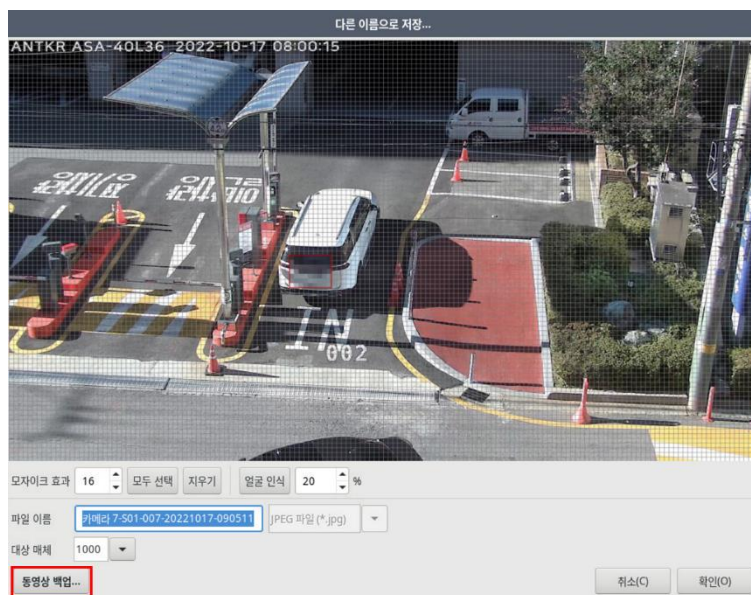 다른 이름으로 저장...
ANTKR ASA-40L36 2022-10-17 08:00:15
IN
002
모자이크 효과 16 모두 선택 지우기 얼굴 인식 20 %
파일 이름 카메라 7-S01-007-20221017-090511 JPEG 파일 (*.jpg)
대상 매체 1000
동영상 백업... 취소(C) 확인(O)